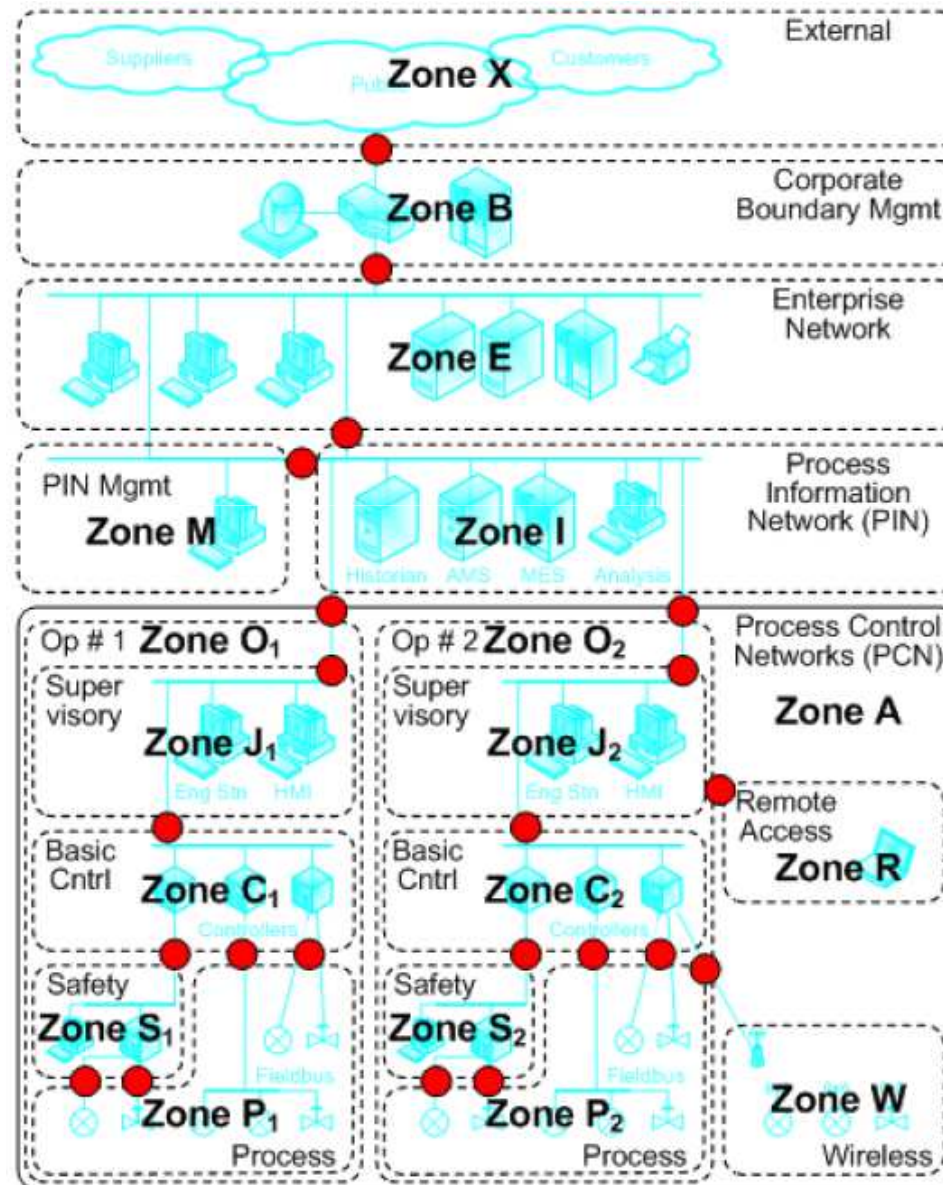 External
Suppliers
Customers
Zone X
Corporate
Boundary Mgmt
Zone B
Enterprise
Network
Zone E
PIN Mgmt
Zone M
Process
Information
Network (PIN)
Zone I
Historian AMS MES Analysis
Process Control
Networks (PCN)
Zone A
Op # 1 Zone O₁
Super
visory
Zone J₁
Eng Stn HMI
Basic
Cntrl
Zone C₁
Controllers
Safety
Zone S₁
Fieldbus
Zone P₁
Process
Op # 2 Zone O₂
Super
visory
Zone J₂
Eng Stn HMI
Basic
Cntrl
Zone C₂
Controllers
Safety
Zone S₂
Fieldbus
Zone P₂
Process
Remote
Access
Zone R
Zone W
Wireless